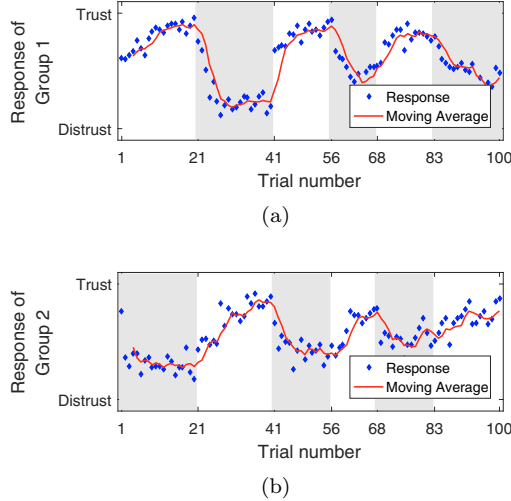 Trust
Response of
Group 1
Distrust
Response
Moving Average
1 21 41 56 68 83 100
Trial number
(a)
Trust
Response of
Group 2
Distrust
Response
Moving Average
1 21 41 56 68 83 100
Trial number
(b)